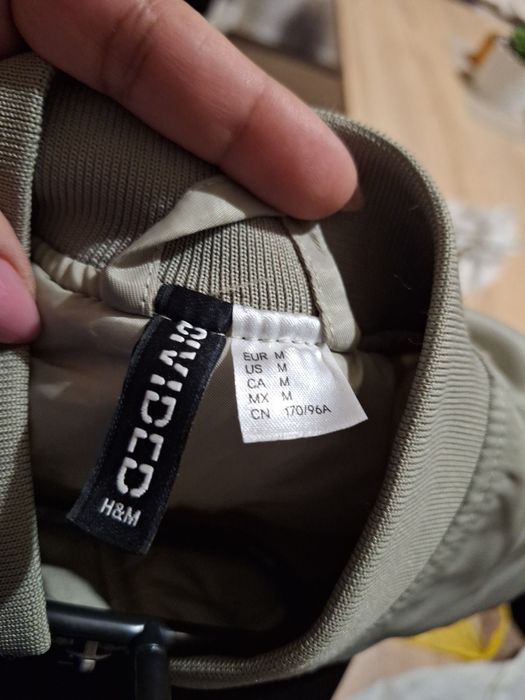 DIVIDED
H&M
EUR M
US M
CA M
MX M
CN 170/96A